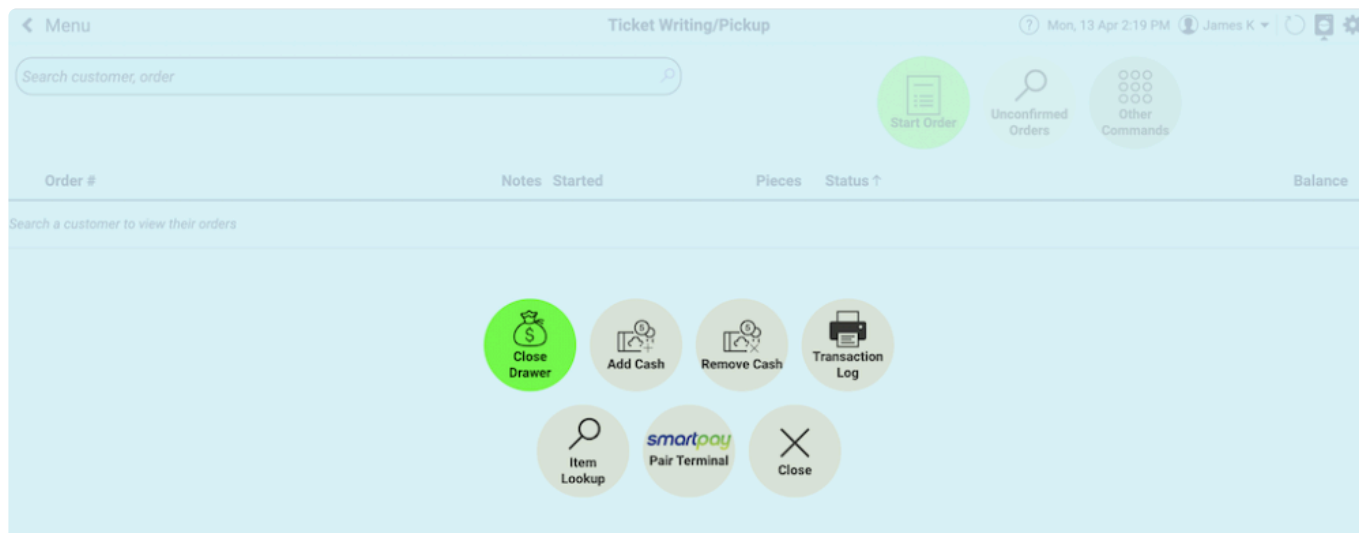 Menu
Ticket Writing/Pickup
? Mon, 13 Apr 2:19 PM James K
Search customer, order
Start Order
Unconfirmed
Orders
Other
Commands
Order # Notes Started Pieces Status ↑ Balance
Search a customer to view their orders
$
Close
Drawer
5
Add Cash
5
Remove Cash
Transaction
Log
Item
Lookup
smartpay
Pair Terminal
Close